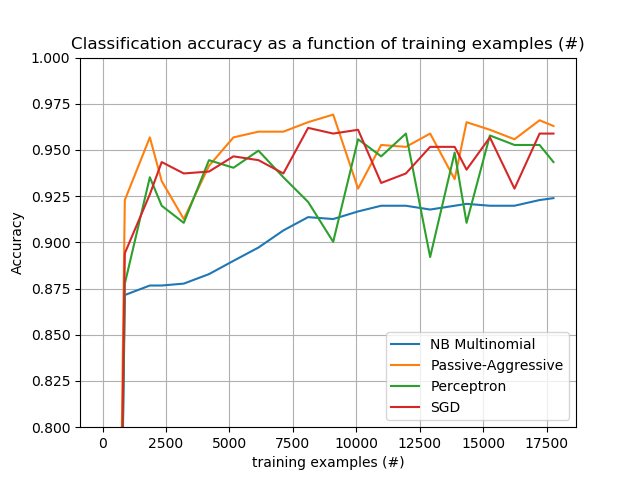 Classification accuracy as a function of training examples (#)
1.000
0.975
0.950
0.925
0.900
0.875
0.850
0.825
0.800
Accuracy
NB Multinomial
Passive-Aggressive
Perceptron
SGD
0 2500 5000 7500 10000 12500 15000 17500
training examples (#)